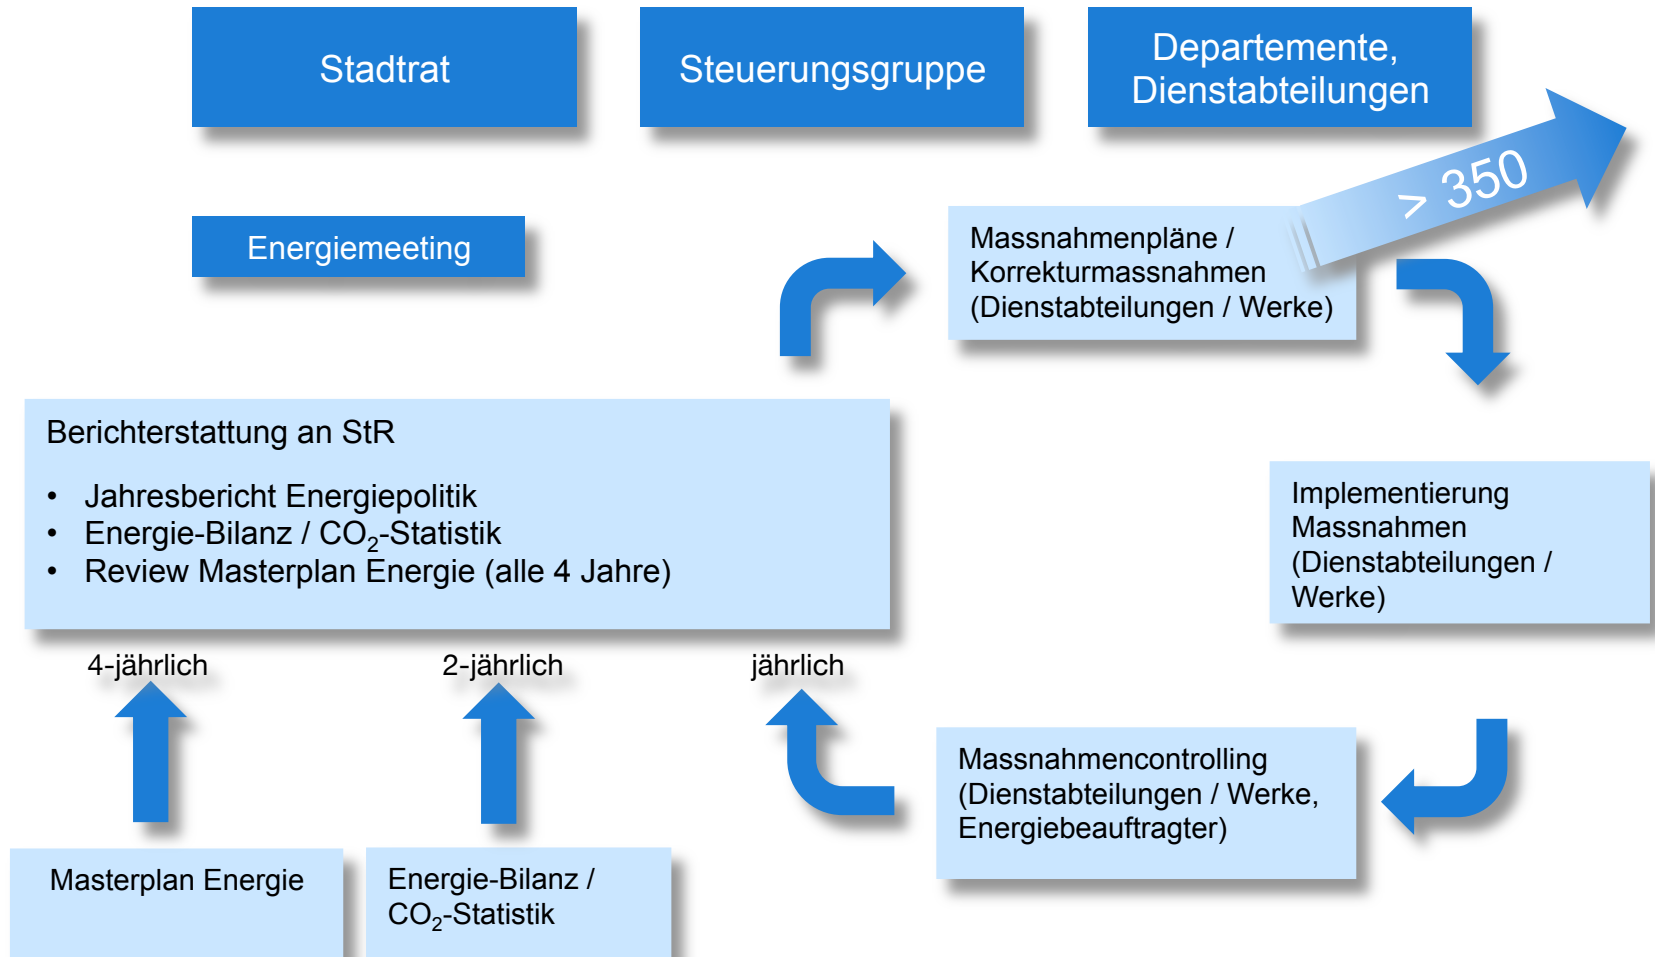 Stadtrat
Steuerungsgruppe
Departemente,
Dienstabteilungen
> 350
Energiemeeting
Massnahmenpläne /
Korrekturmassnahmen
(Dienstabteilungen / Werke)
Berichterstattung an StR
• Jahresbericht Energiepolitik
• Energie-Bilanz / CO₂-Statistik
• Review Masterplan Energie (alle 4 Jahre)
Implementierung
Massnahmen
(Dienstabteilungen /
Werke)
4-jährlich
2-jährlich
jährlich
Massnahmencontrolling
(Dienstabteilungen / Werke,
Energiebeauftragter)
Masterplan Energie
Energie-Bilanz /
CO₂-Statistik